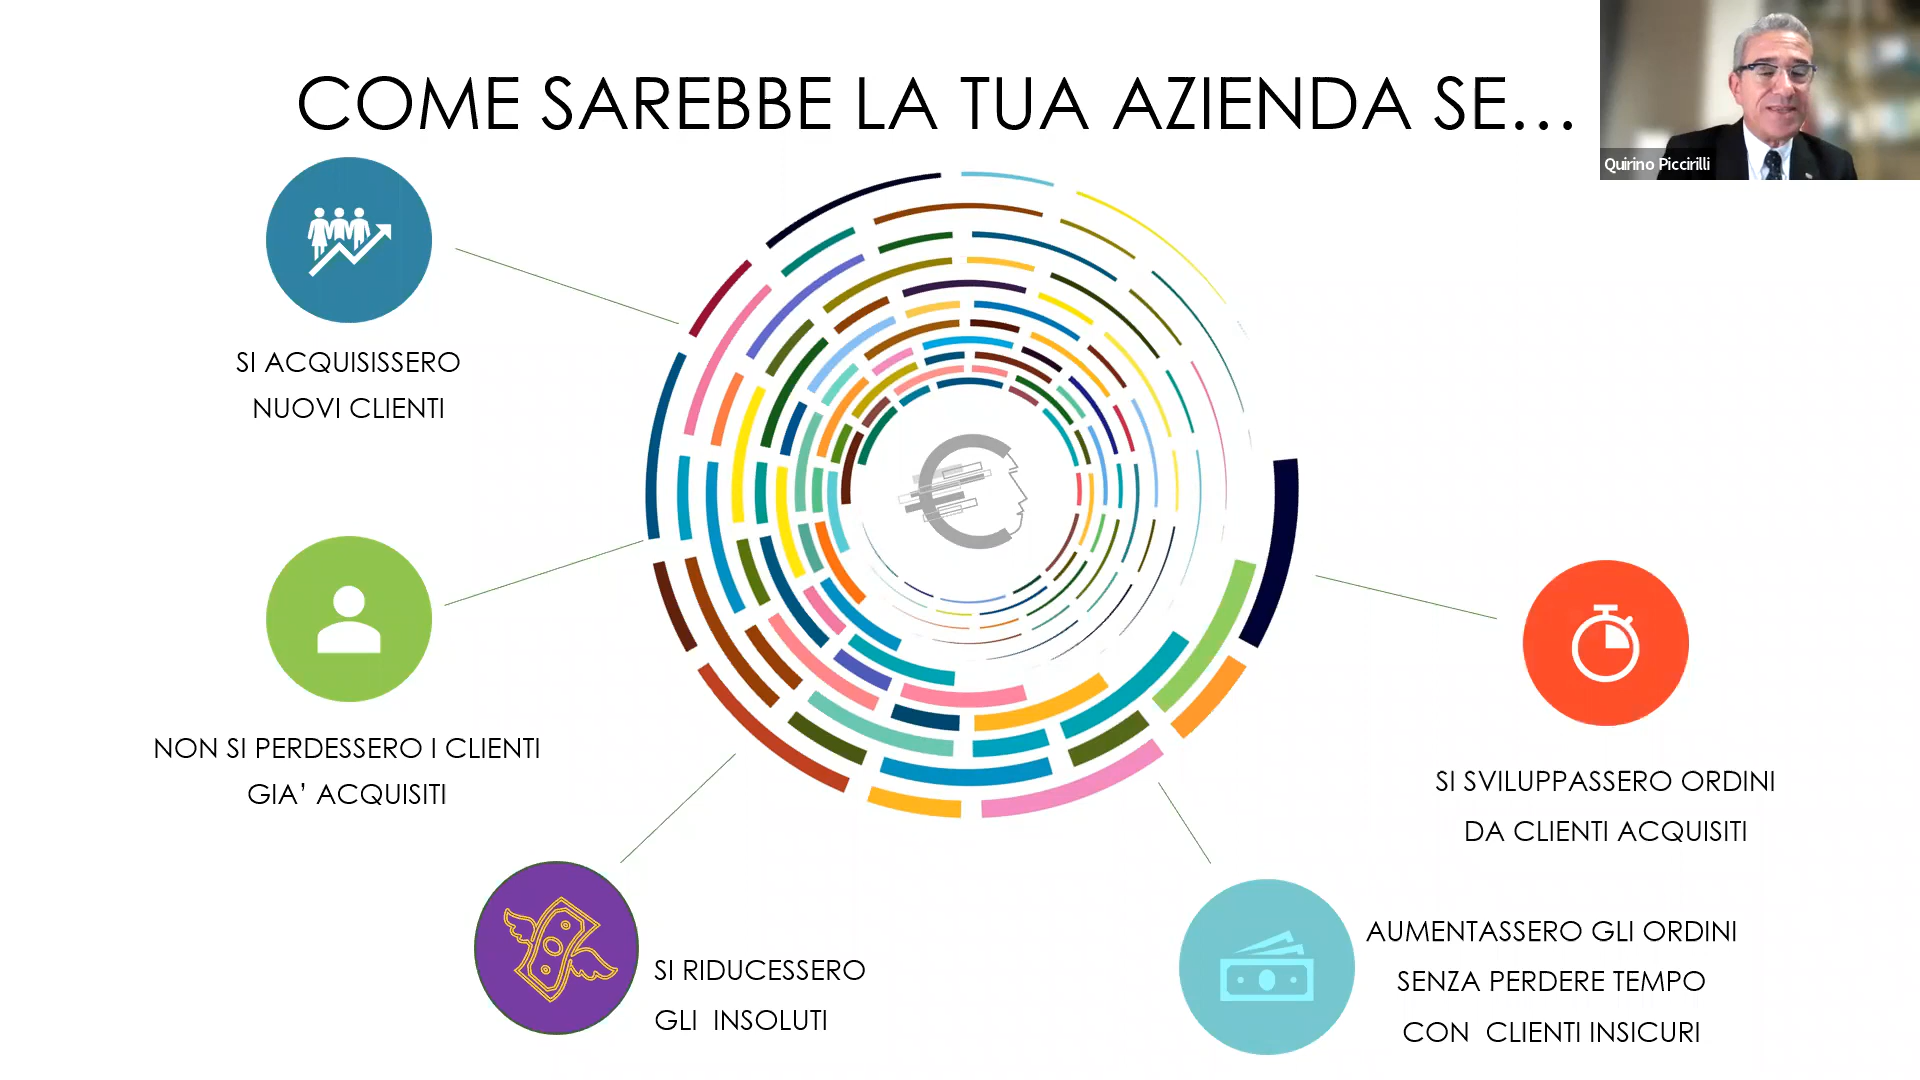 COME SAREBBE LA TUA AZIENDA SE...
Quirino Piccirilli
SI ACQUISISSERO
NUOVI CLIENTI
NON SI PERDESSERO I CLIENTI
GIA’ ACQUISITI
SI RIDUCESSERO
GLI INSOLUTI
SI SVILUPPASSERO ORDINI
DA CLIENTI ACQUISITI
AUMENTASSERO GLI ORDINI
SENZA PERDERE TEMPO
CON CLIENTI INSICURI